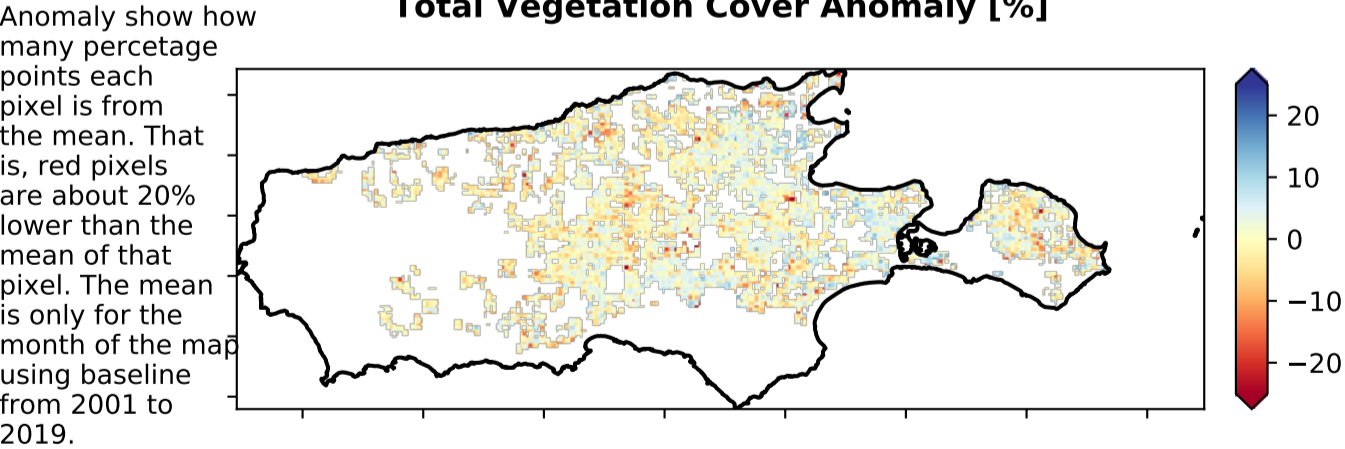 Anomaly show how
many percetage
points each
pixel is from
the mean. That
is, red pixels
are about 20%
lower than the
mean of that
pixel. The mean
is only for the
month of the map
using baseline
from 2001 to
2019.
Total Vegetation Cover Anomaly [%]
20
10
0
−10
−20